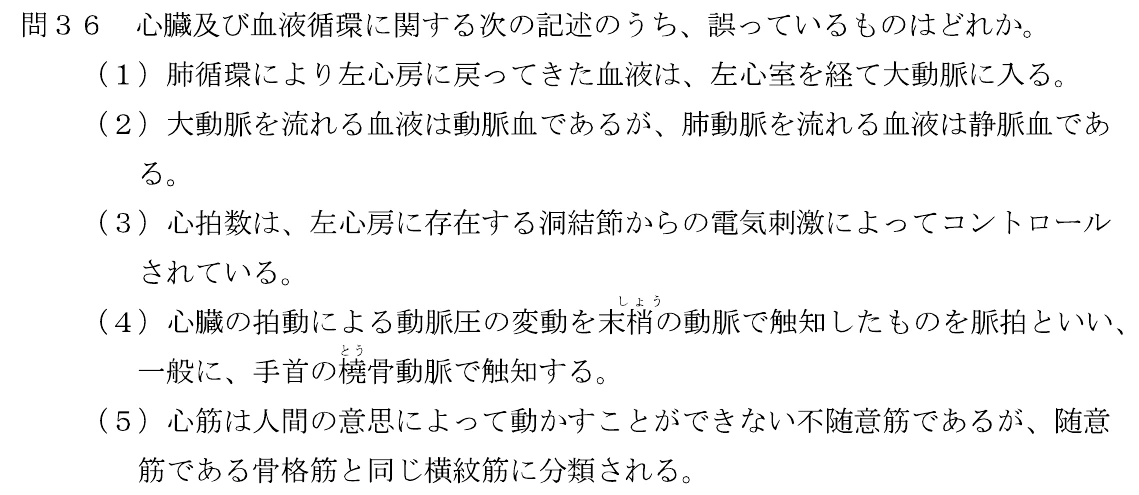 問３６　心臓及び血液循環に関する次の記述のうち、誤っているものはどれか。
（１）肺循環により左心房に戻ってきた血液は、左心室を経て大動脈に入る。
（２）大動脈を流れる血液は動脈血であるが、肺動脈を流れる血液は静脈血であ
る。
（３）心拍数は、左心房に存在する洞結節からの電気刺激によってコントロール
されている。
しょう
（４）心臓の拍動による動脈圧の変動を末梢の動脈で触知したものを脈拍といい、
とう
一般に、手首の橈骨動脈で触知する。
（５）心筋は人間の意思によって動かすことができない不随意筋であるが、随意
筋である骨格筋と同じ横紋筋に分類される。